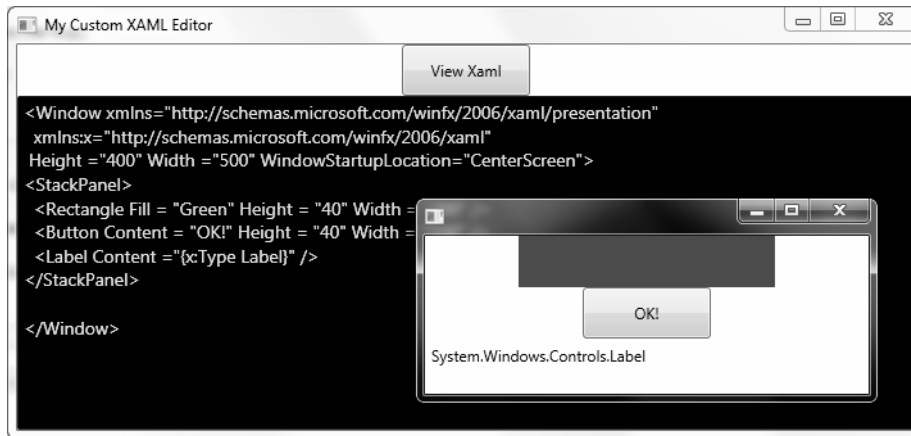 My Custom XAML Editor
View Xaml
<Window xmlns="http://schemas.microsoft.com/winfx/2006/xaml/presentation"
xmlns:x="http://schemas.microsoft.com/winfx/2006/xaml"
Height ="400" Width ="500" WindowStartupLocation="CenterScreen">
<StackPanel>
<Rectangle Fill = "Green" Height = "40" Width =
<Button Content = "OK!" Height = "40" Width =
<Label Content ="{x:Type Label}" />
</StackPanel>
</Window>
OK!
System.Windows.Controls.Label